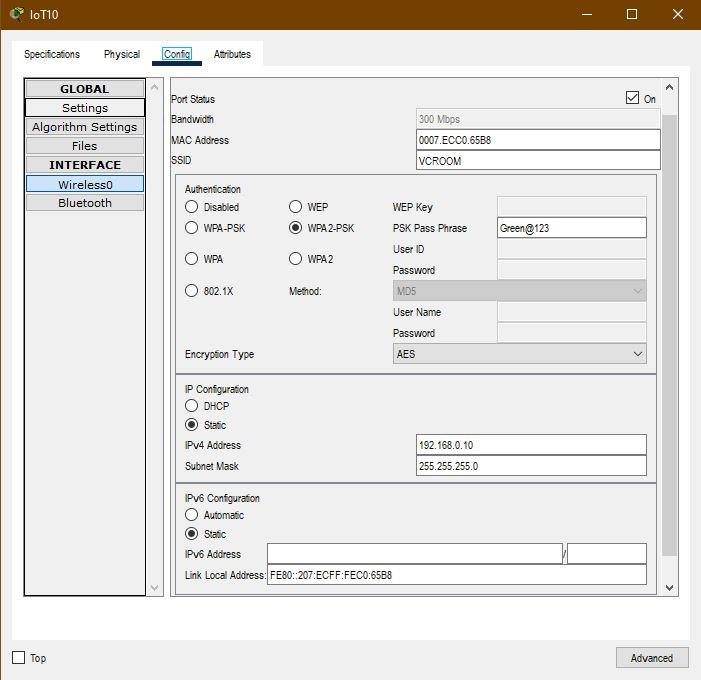 IoT10
Specifications Physical Config Attributes
GLOBAL
Settings
Algorithm Settings
Files
INTERFACE
Wireless0
Bluetooth
Port Status On
Bandwidth 300 Mbps
MAC Address 0007.ECC0.65B8
SSID VCROOM
Authentication
Disabled WEP WEP Key
WPA-PSK WPA2-PSK PSK Pass Phrase Green@123
User ID
WPA WPA2
Password
802.1X Method: MD5
User Name
Password
Encryption Type AES
IP Configuration
DHCP
Static
IPv4 Address 192.168.0.10
Subnet Mask 255.255.255.0
IPv6 Configuration
Automatic
Static
IPv6 Address /
Link Local Address: FE80::207:ECFF:FEC0:65B8
Top Advanced